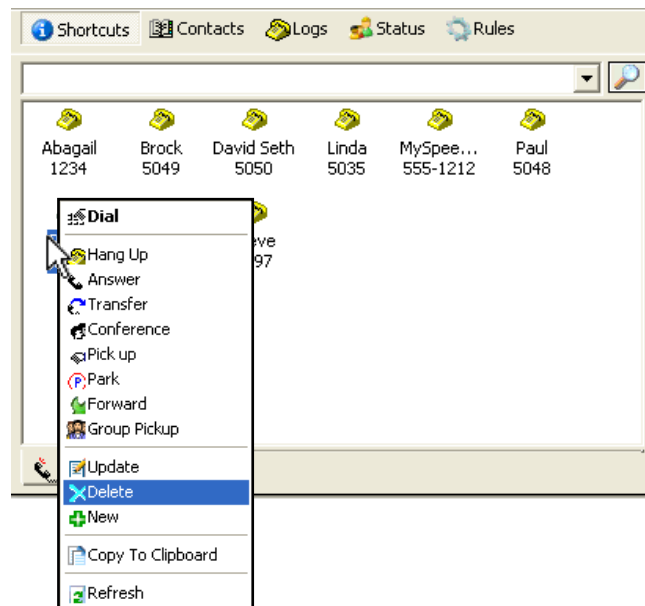 Shortcuts Contacts Logs Status Rules
Abagail Brock David Seth Linda MySpee... Paul
1234 5049 5050 5035 555-1212 5048
Dial
Hang Up
Answer
Transfer
Conference
Pick up
Park
Forward
Group Pickup
Update
Delete
New
Copy To Clipboard
Refresh